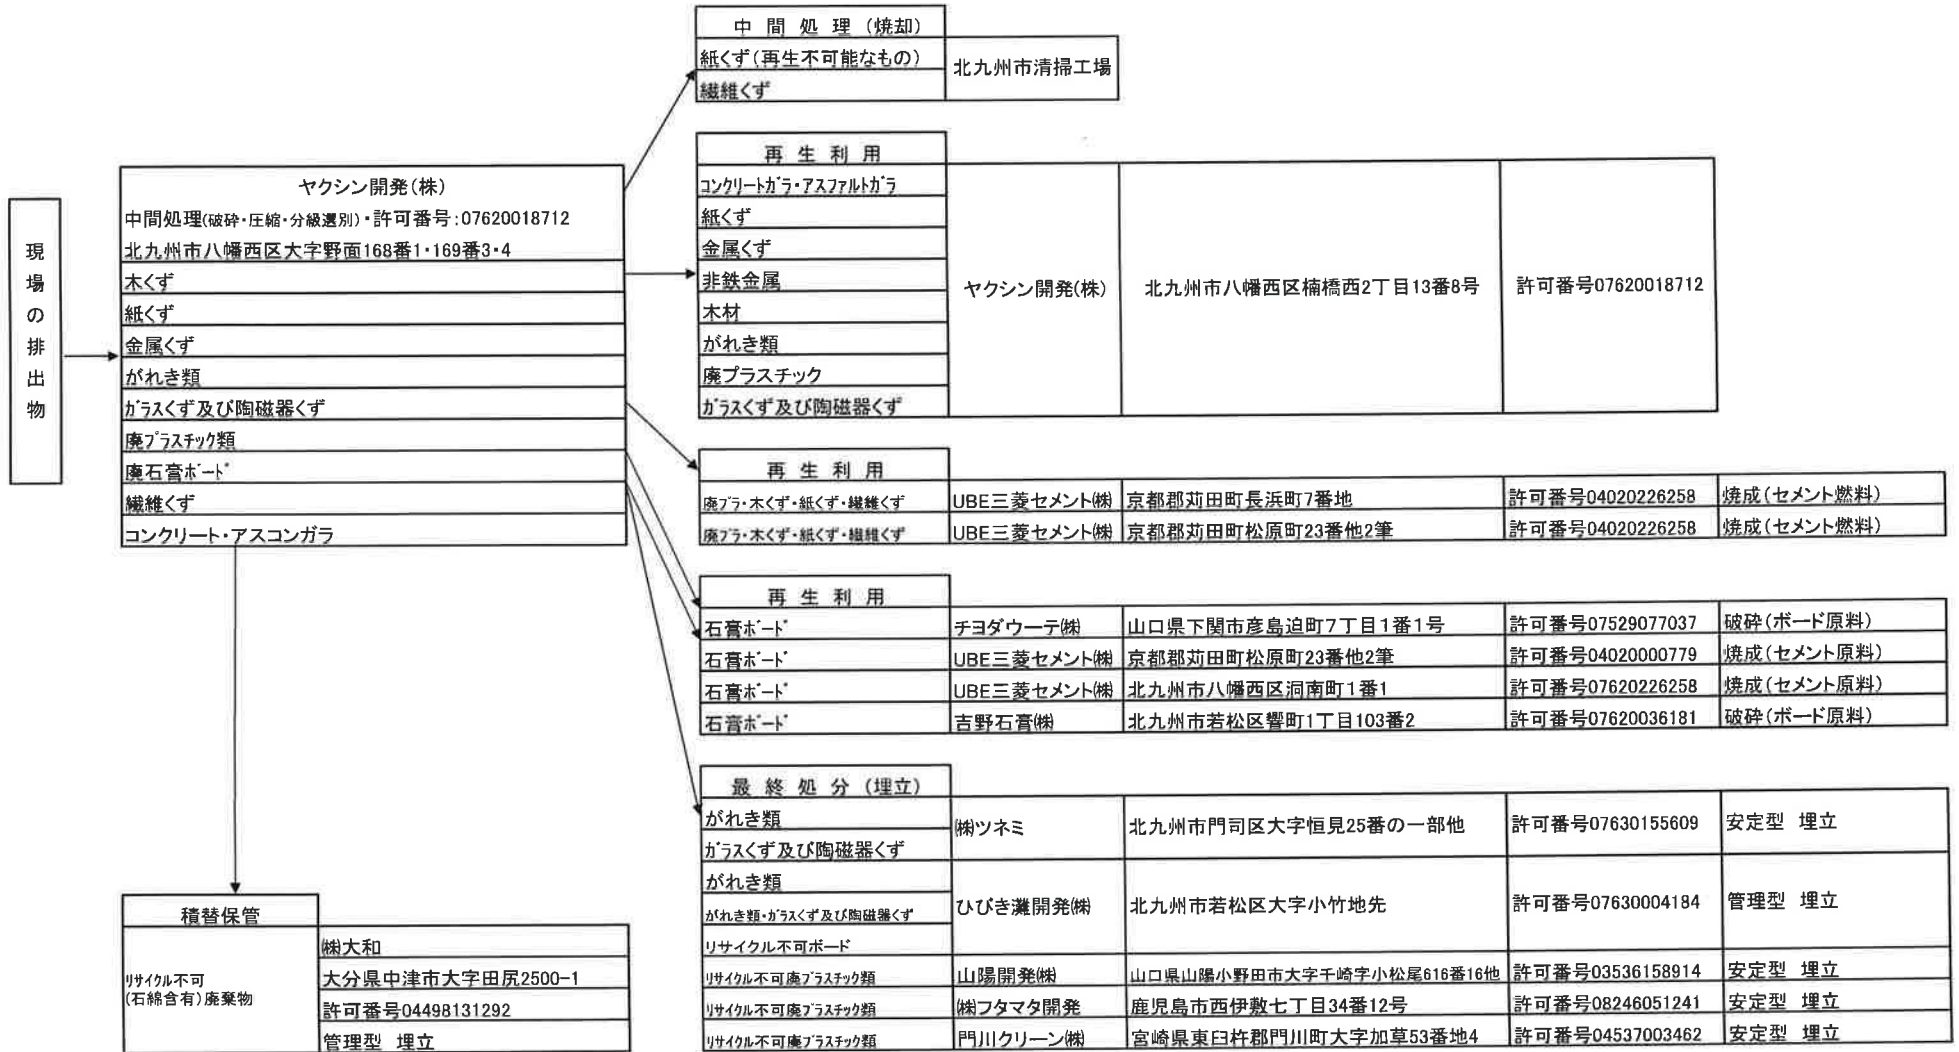 現場の排出物
ヤクシン開発(株)
中間処理(破砕・圧縮・分級選別)・許可番号:07620018712
北九州市八幡西区大字野面168番1・169番3・4
木くず
紙くず
金属くず
がれき類
ガラスくず及び陶磁器くず
廃プラスチック類
廃石膏ボード
繊維くず
コンクリート・アスコンガラ
中間処理(焼却)
紙くず(再生不可能なもの)
繊維くず
北九州市清掃工場
再生利用
コンクリートガラ・アスファルトガラ
紙くず
金属くず
非鉄金属
木材
がれき類
廃プラスチック
ガラスくず及び陶磁器くず
ヤクシン開発(株) 北九州市八幡西区楠橋西2丁目13番8号 許可番号07620018712
再生利用
廃プラ・木くず・紙くず・繊維くず UBE三菱セメント㈱ 京都郡苅田町長浜町7番地 許可番号04020226258 焼成(セメント燃料)
廃プラ・木くず・紙くず・繊維くず UBE三菱セメント㈱ 京都郡苅田町松原町23番他2筆 許可番号04020226258 焼成(セメント燃料)
再生利用
石膏ボード チヨダウーテ㈱ 山口県下関市彦島迫町7丁目1番1号 許可番号07529077037 破砕(ボード原料)
石膏ボード UBE三菱セメント㈱ 京都郡苅田町松原町23番他2筆 許可番号04020000779 焼成(セメント原料)
石膏ボード UBE三菱セメント㈱ 北九州市八幡西区洞南町1番1 許可番号07620226258 焼成(セメント原料)
石膏ボード 吉野石膏㈱ 北九州市若松区響町1丁目103番2 許可番号07620036181 破砕(ボード原料)
最終処分(埋立)
がれき類
ガラスくず及び陶磁器くず
㈱ツネミ 北九州市門司区大字恒見25番の一部他 許可番号07630155609 安定型 埋立
がれき類
がれき類・ガラスくず及び陶磁器くず
リサイクル不可ボード
ひびき灘開発㈱ 北九州市若松区大字小竹地先 許可番号07630004184 管理型 埋立
リサイクル不可廃プラスチック類 山陽開発㈱ 山口県山陽小野田市大字千崎字小松尾616番16他 許可番号03536158914 安定型 埋立
リサイクル不可廃プラスチック類 ㈱フタマタ開発 鹿児島市西伊敷七丁目34番12号 許可番号08246051241 安定型 埋立
リサイクル不可廃プラスチック類 門川クリーン㈱ 宮崎県東臼杵郡門川町大字加草53番地4 許可番号04537003462 安定型 埋立
積替保管
リサイクル不可
(石綿含有)廃棄物
㈱大和
大分県中津市大字田尻2500-1
許可番号04498131292
管理型 埋立